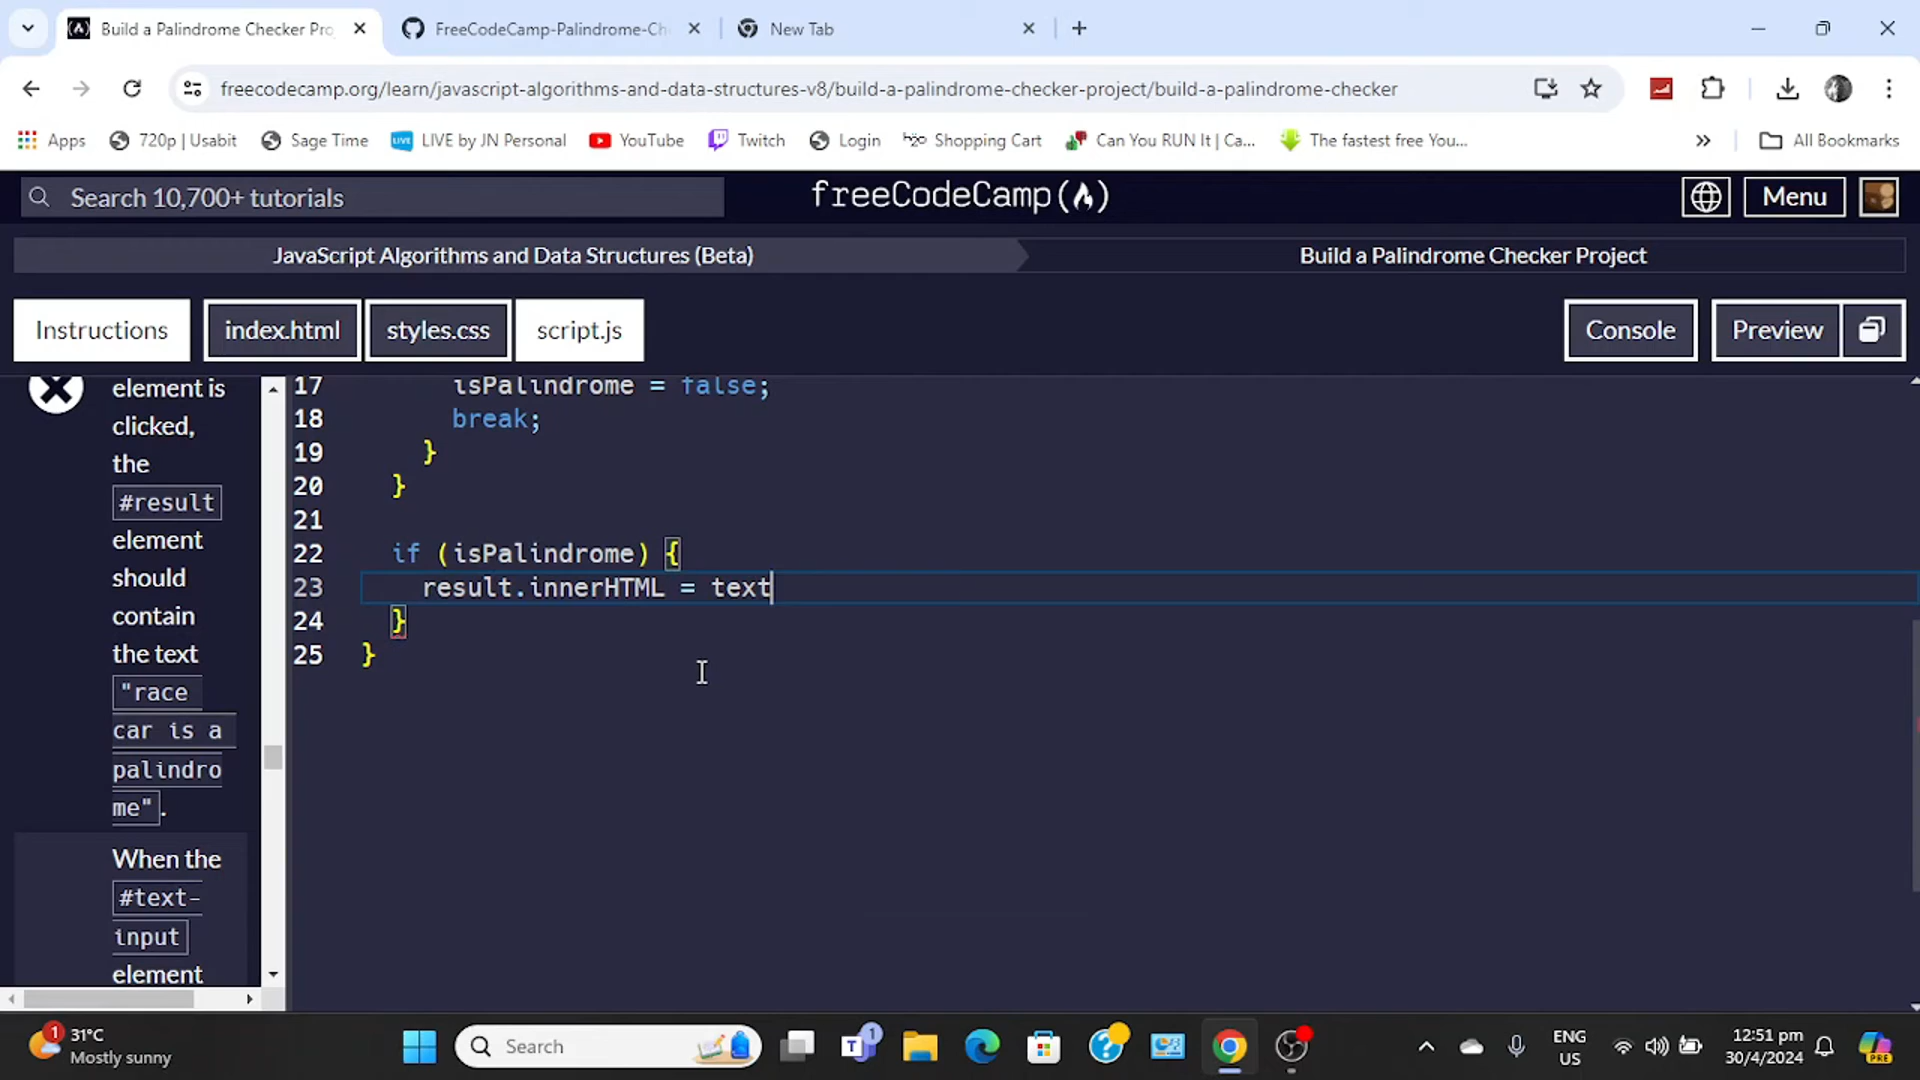 Build a Palindrome Checker Pro
FreeCodeCamp-Palindrome-Ch
New Tab
freecodecamp.org/learn/javascript-algorithms-and-data-structures-v8/build-a-palindrome-checker-project/build-a-palindrome-checker
Apps
720p | Usabit
Sage Time
LIVE by JN Personal
YouTube
Twitch
Login
Shopping Cart
Can You RUN It | Ca...
The fastest free You...
All Bookmarks
Search 10,700+ tutorials
freeCodeCamp
Menu
JavaScript Algorithms and Data Structures (Beta)
Build a Palindrome Checker Project
Instructions
index.html
styles.css
script.js
Console
Preview
element is
clicked,
the
#result
element
should
contain
the text
"race
car is a
palindro
me".
When the
#text-
input
element
17 isPalindrome = false;
18 break;
19 }
20 }
21
22 if (isPalindrome) {
23 result.innerHTML = text
24 }
25 }
1
31°C
Mostly sunny
Search
1
ENG
US
12:51 pm
30/4/2024
PRE